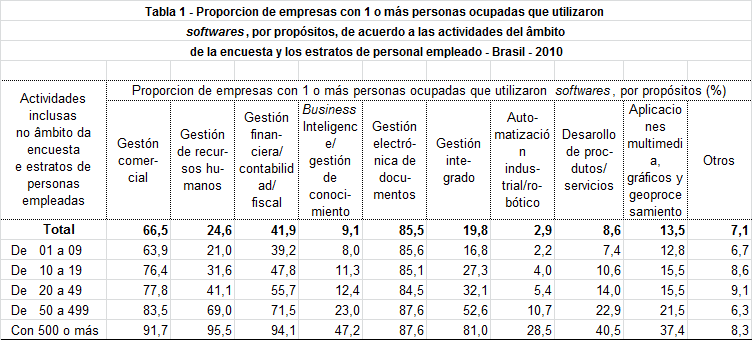 Tabla 1 - Proporcion de empresas con 1 o más personas ocupadas que utilizaron
softwares, por propósitos, de acuerdo a las actividades del âmbito
de la encuesta y los estratos de personal empleado - Brasil - 2010
Actividades
inclusas
no âmbito da
encuesta
e estratos de
personas
empleadas
Proporcion de empresas con 1 o más personas ocupadas que utilizaron softwares, por propósitos (%)
Gestón
comer-
cial
Gestión
de recur-
sos hu-
manos
Gestión
finan-
ciera/
contabilid
ad/
fiscal
Business
Inteligenc
e/
gestión
de
conoci-
miento
Gestión
electró-
nica de
docu-
mentos
Gestión
inte-
grado
Auto-
matizació
n
indus-
trial/ro-
bótico
Desarollo
de proc-
dutos/
servicios
Aplicacio
nes
multimedi
a,
gráficos y
geoproce
samiento
Otros
Total 66,5 24,6 41,9 9,1 85,5 19,8 2,9 8,6 13,5 7,1
De 01 a 09 63,9 21,0 39,2 8,0 85,6 16,8 2,2 7,4 12,8 6,7
De 10 a 19 76,4 31,6 47,8 11,3 85,1 27,3 4,0 10,6 15,5 8,6
De 20 a 49 77,8 41,1 55,7 12,4 84,5 32,1 5,4 14,0 15,5 9,1
De 50 a 499 83,5 69,0 71,5 23,0 87,6 52,6 10,7 22,9 21,5 6,3
Con 500 o más 91,7 95,5 94,1 47,2 87,6 81,0 28,5 40,5 37,4 8,3